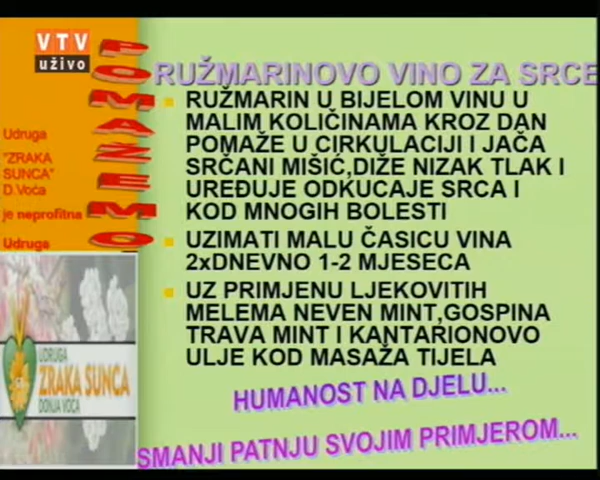 VTV
uživo
POMAŽEMO
Udruga
"ZRAKA
SUNCA"
D.Voća
je neprofitna
Udruga
UDRUGA
ZRAKA SUNCA
DONJA VOĆA
RUŽMARINOVO VINO ZA SRCE
RUŽMARIN U BIJELOM VINU U
MALIM KOLIČINAMA KROZ DAN
POMAŽE U CIRKULACIJI I JAČA
SRČANI MIŠIĆ,DIŽE NIZAK TLAK I
UREĐUJE ODKUCAJE SRCA I
KOD MNOGIH BOLESTI
UZIMATI MALU ČASICU VINA
2xDNEVNO 1-2 MJESECA
UZ PRIMJENU LJEKOVITIH
MELEMA NEVEN MINT,GOSPINA
TRAVA MINT I KANTARIONOVO
ULJE KOD MASAŽA TIJELA
HUMANOST NA DJELU...
SMANJI PATNJU SVOJIM PRIMJEROM...